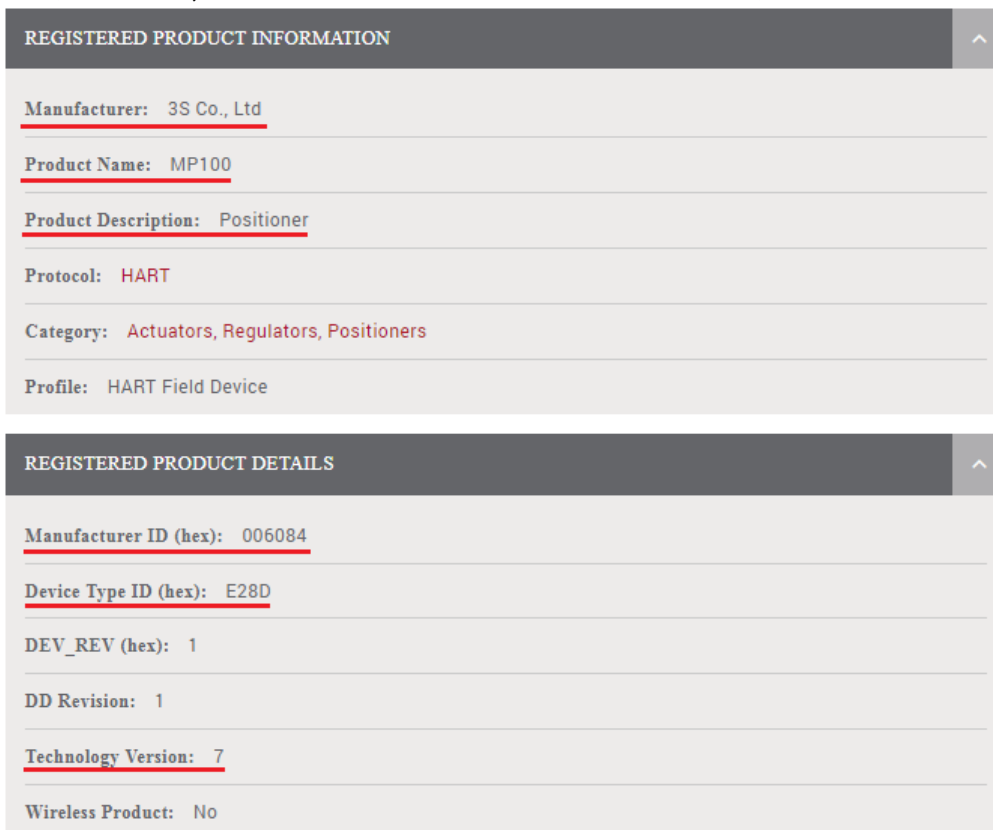 REGISTERED PRODUCT INFORMATION
Manufacturer: 3S Co., Ltd
Product Name: MP100
Product Description: Positioner
Protocol: HART
Category: Actuators, Regulators, Positioners
Profile: HART Field Device
REGISTERED PRODUCT DETAILS
Manufacturer ID (hex): 006084
Device Type ID (hex): E28D
DEV_REV (hex): 1
DD Revision: 1
Technology Version: 7
Wireless Product: No